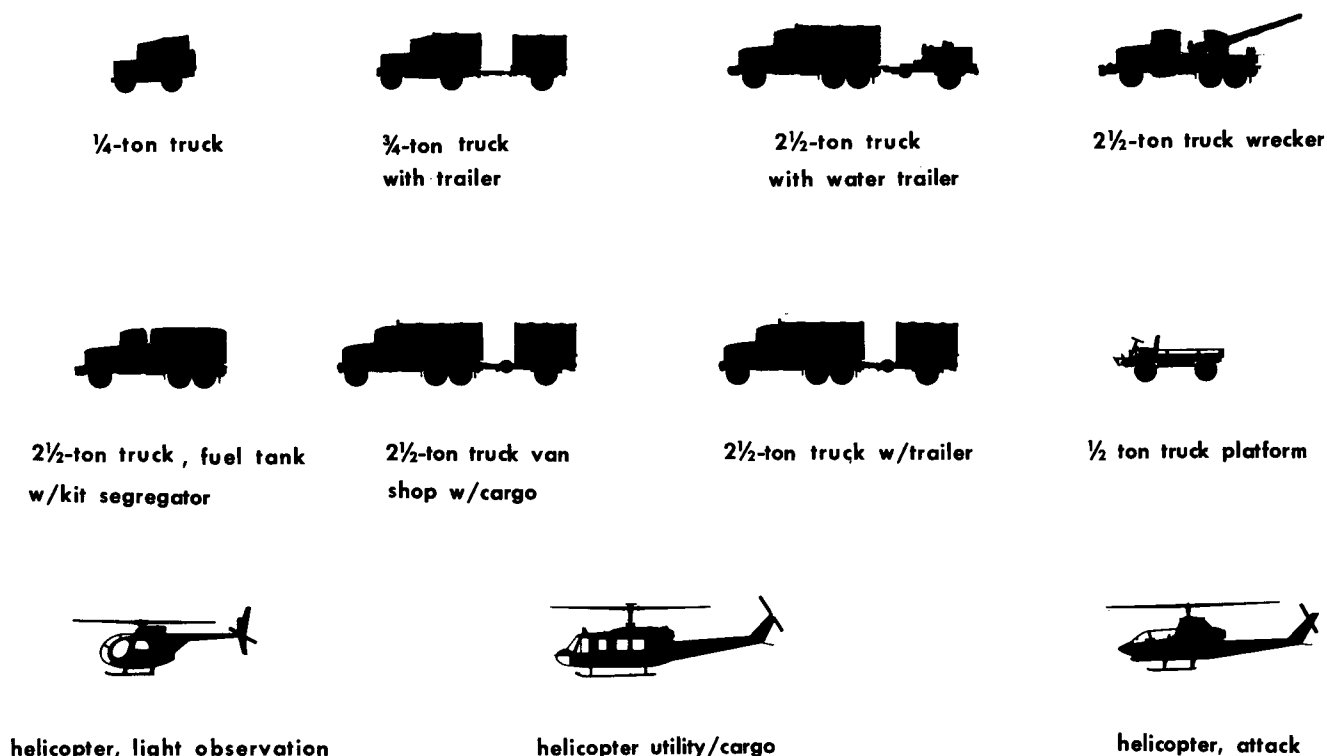 ¼-ton truck
¾-ton truck
with trailer
2½-ton truck
with water trailer
2½-ton truck wrecker
2½-ton truck, fuel tank
w/kit segregator
2½-ton truck van
shop w/cargo
2½-ton truck w/trailer
½ ton truck platform
helicopter, light observation
helicopter utility/cargo
helicopter, attack